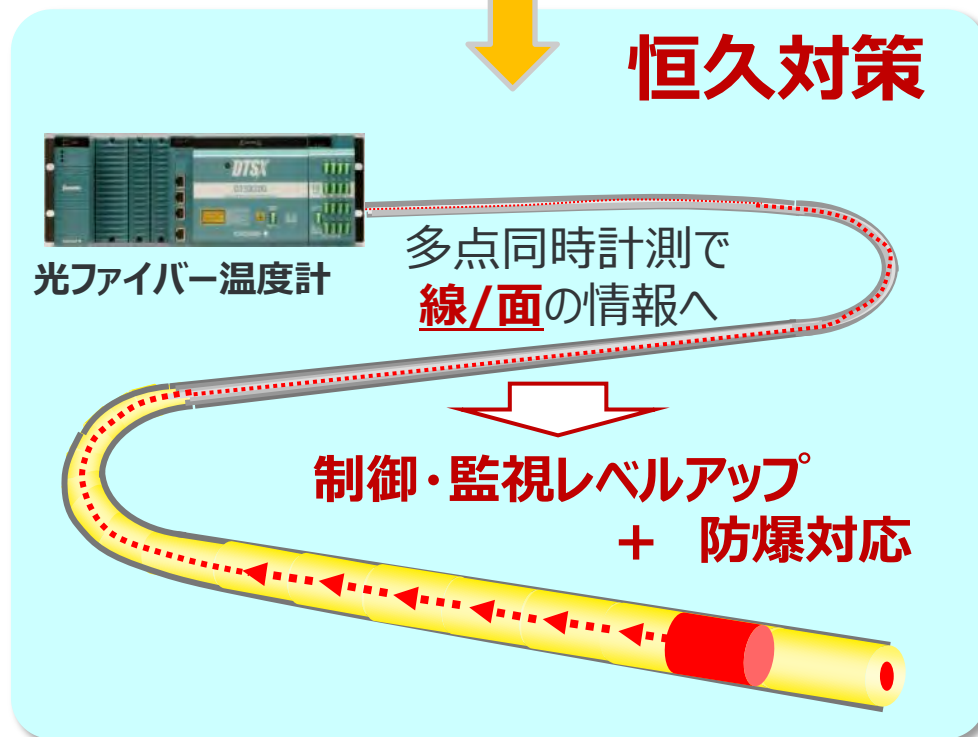 恒久対策
DTSX
光ファイバー温度計
多点同時計測で
線/面の情報へ
制御・監視レベルアップ
+ 防爆対応